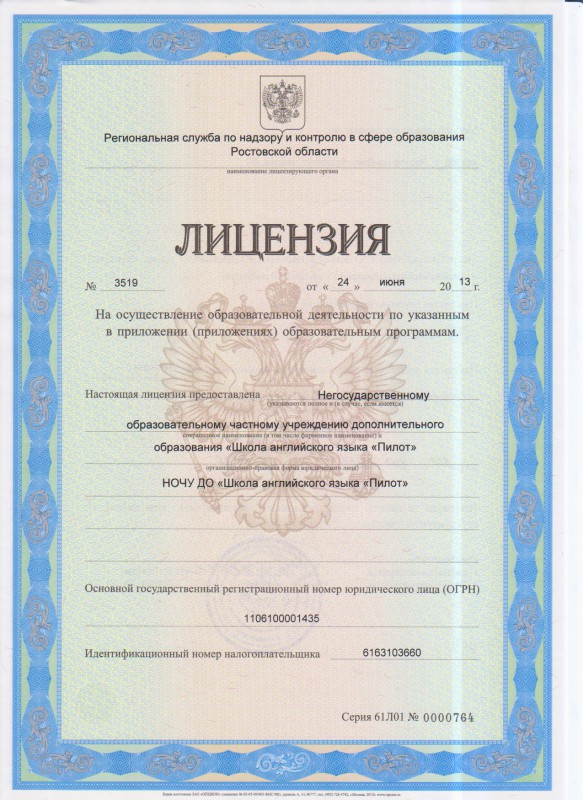 Региональная служба по надзору и контролю в сфере образования
Ростовской области
наименование лицензирующего органа
ЛИЦЕНЗИЯ
№ 3519 от « 24 » июня 20 13 г.
На осуществление образовательной деятельности по указанным
в приложении (приложениях) образовательным программам.
Настоящая лицензия предоставлена Негосударственному
(указываются полное и (в случае, если имеется)
образовательному частному учреждению дополнительного
сокращенное наименования (в том числе фирменное наименование) и
образования «Школа английского языка «Пилот»
организационно-правовая форма юридического лица)
НОЧУ ДО «Школа английского языка «Пилот»
Основной государственный регистрационный номер юридического лица (ОГРН)
1106100001435
Идентификационный номер налогоплательщика 6163103660
Серия 61Л01 № 0000764